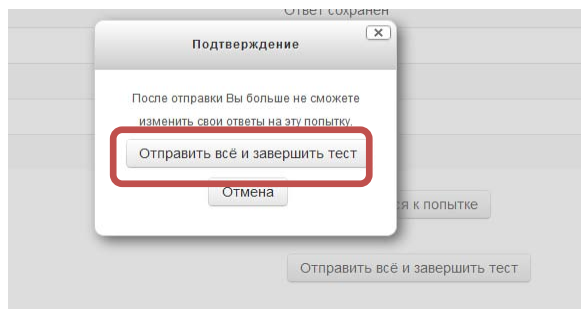 Ответ сохранен
Подтверждение
После отправки Вы больше не сможете
изменить свои ответы на эту попытку.
Отправить всё и завершить тест
Отмена
к попытке
Отправить всё и завершить тест